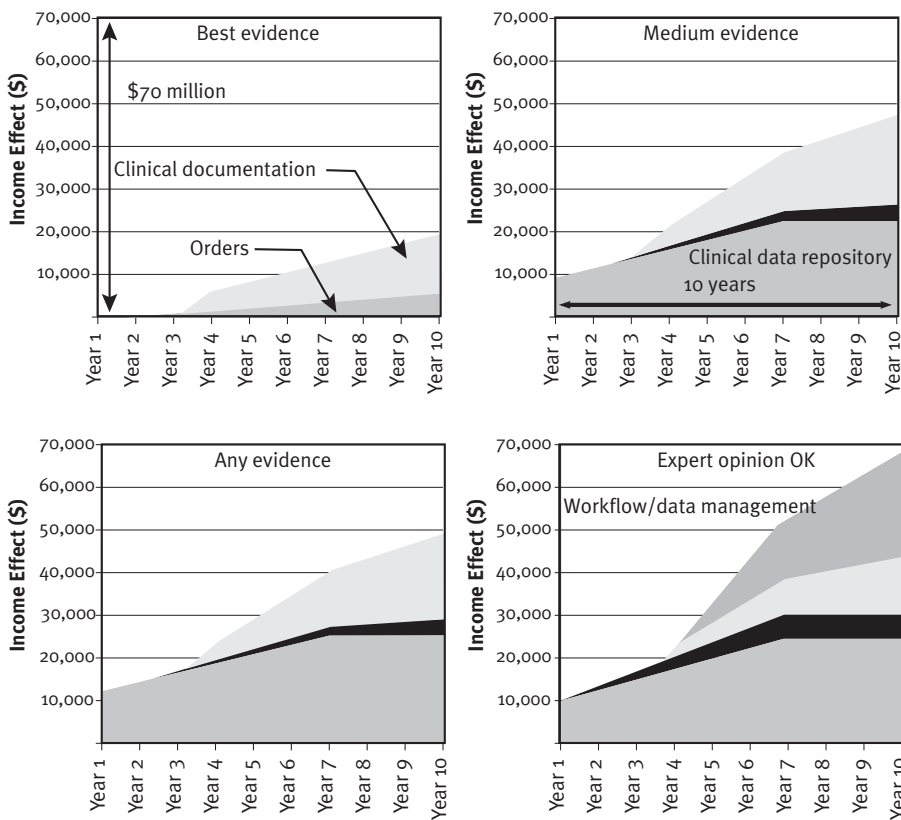 Best evidence
Income Effect ($)
70,000
60,000
50,000
40,000
30,000
20,000
10,000
$70 million
Clinical documentation
Orders
Year 1
Year 2
Year 3
Year 4
Year 5
Year 6
Year 7
Year 8
Year 9
Year 10
Medium evidence
Income Effect ($)
70,000
60,000
50,000
40,000
30,000
20,000
10,000
Clinical data repository
10 years
Year 1
Year 2
Year 3
Year 4
Year 5
Year 6
Year 7
Year 8
Year 9
Year 10
Any evidence
Income Effect ($)
70,000
60,000
50,000
40,000
30,000
20,000
10,000
Year 1
Year 2
Year 3
Year 4
Year 5
Year 6
Year 7
Year 8
Year 9
Year 10
Expert opinion OK
Income Effect ($)
70,000
60,000
50,000
40,000
30,000
20,000
10,000
Workflow/data management
Year 1
Year 2
Year 3
Year 4
Year 5
Year 6
Year 7
Year 8
Year 9
Year 10